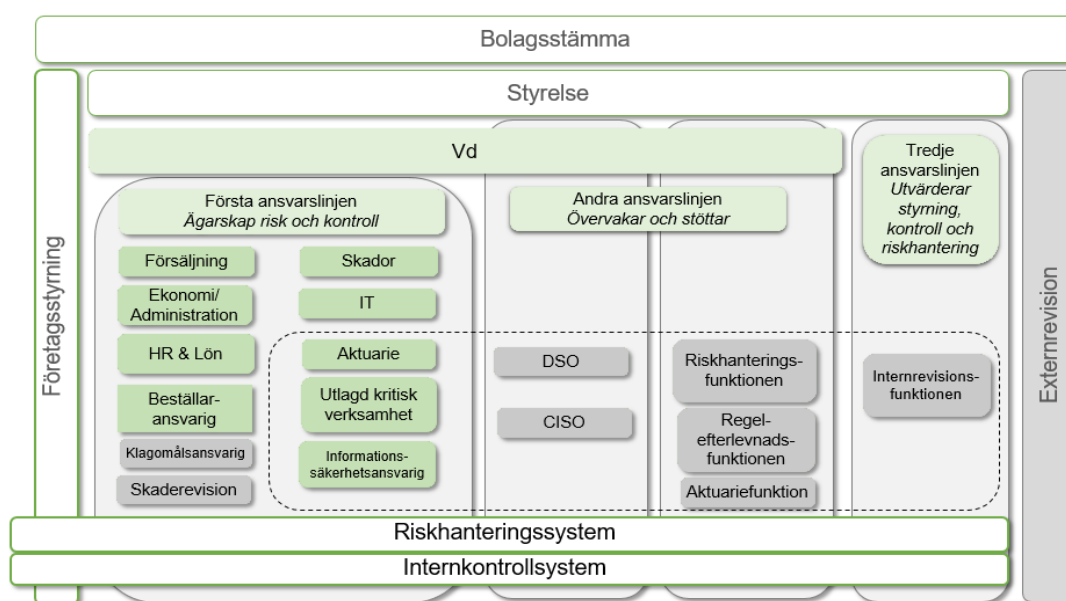 Bolagsstämma
Företagsstyrning
Styrelse
Externrevision
Vd
Första ansvarslinjen
Ägarskap risk och kontroll
Försäljning
Ekonomi/
Administration
HR & Lön
Beställar-
ansvarig
Klagomålsansvarig
Skaderevision
Skador
IT
Aktuarie
Utlagd kritisk
verksamhet
Informations-
säkerhetsansvarig
Andra ansvarslinjen
Övervakar och stöttar
DSO
CISO
Riskhanterings-
funktionen
Regel-
efterlevnads-
funktionen
Aktuariefunktion
Tredje
ansvarslinjen
Utvärderar
styrning,
kontroll och
riskhantering
Internrevisions-
funktionen
Riskhanteringssystem
Internkontrollsystem